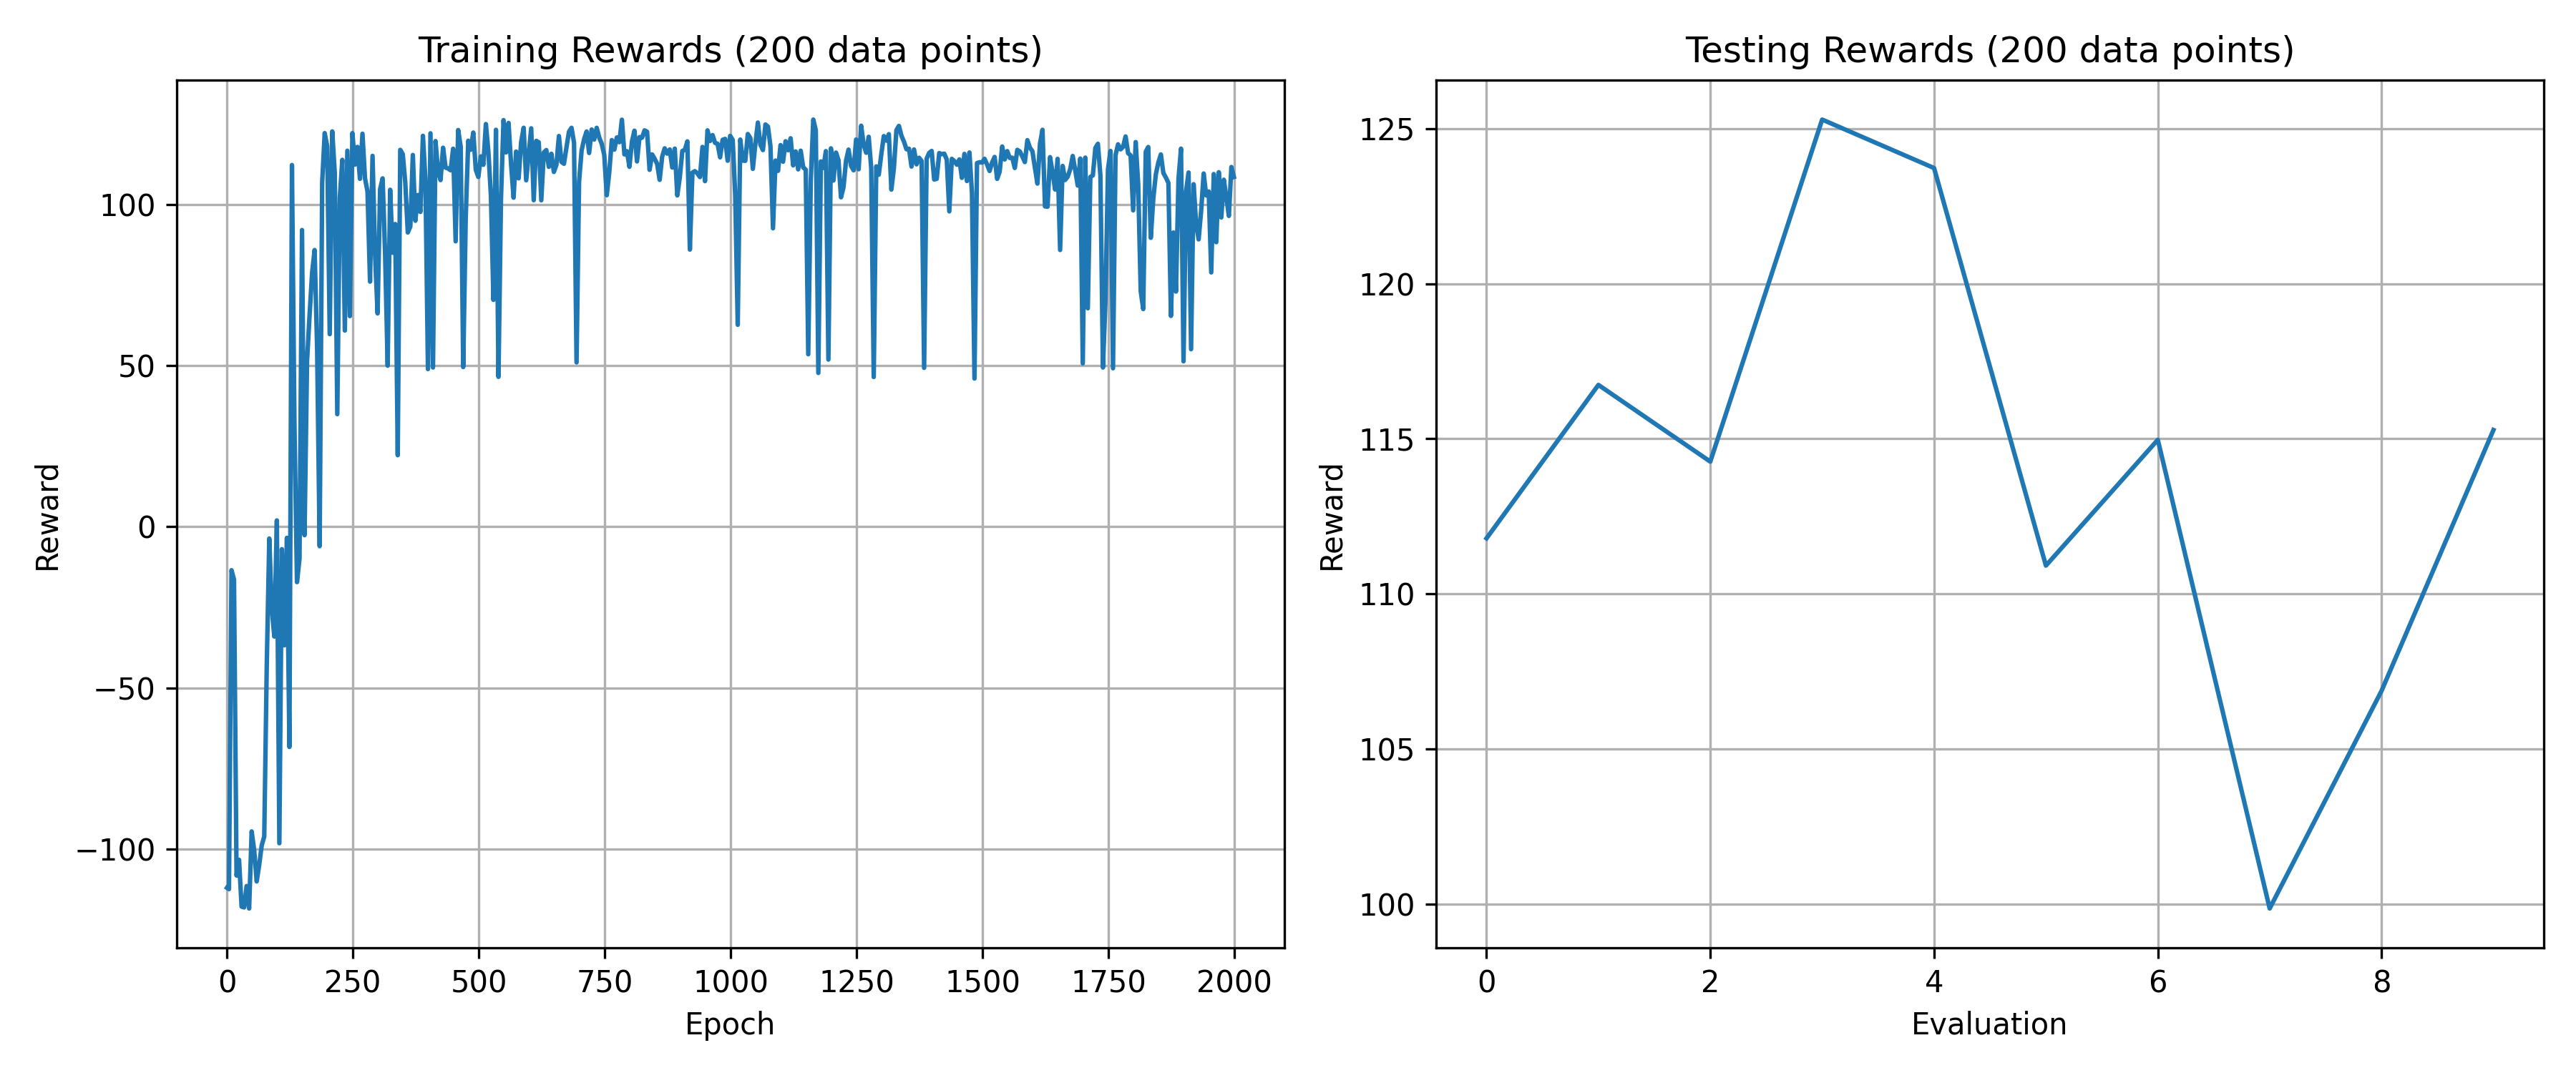 Training Rewards (200 data points)
Reward
100
50
0
−50
−100
0 250 500 750 1000 1250 1500 1750 2000
Epoch
Testing Rewards (200 data points)
Reward
125
120
115
110
105
100
0 2 4 6 8
Evaluation